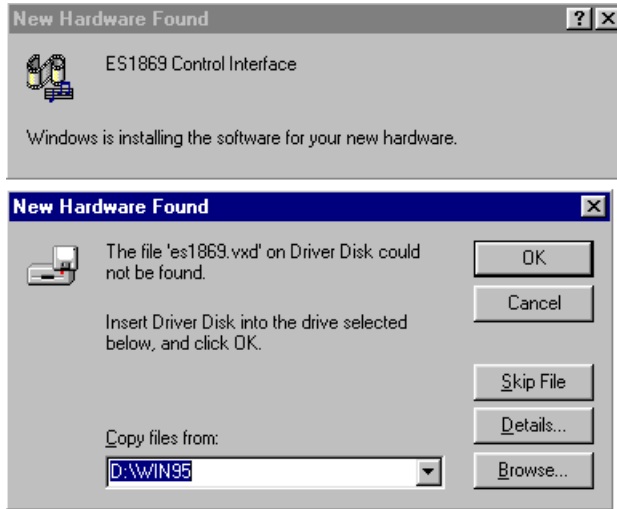 New Hardware Found
ES1869 Control Interface
Windows is installing the software for your new hardware.
New Hardware Found
The file 'es1869.vxd' on Driver Disk could
not be found.
Insert Driver Disk into the drive selected
below, and click OK.
OK
Cancel
Skip File
Details...
Browse...
Copy files from:
D:\WIN95